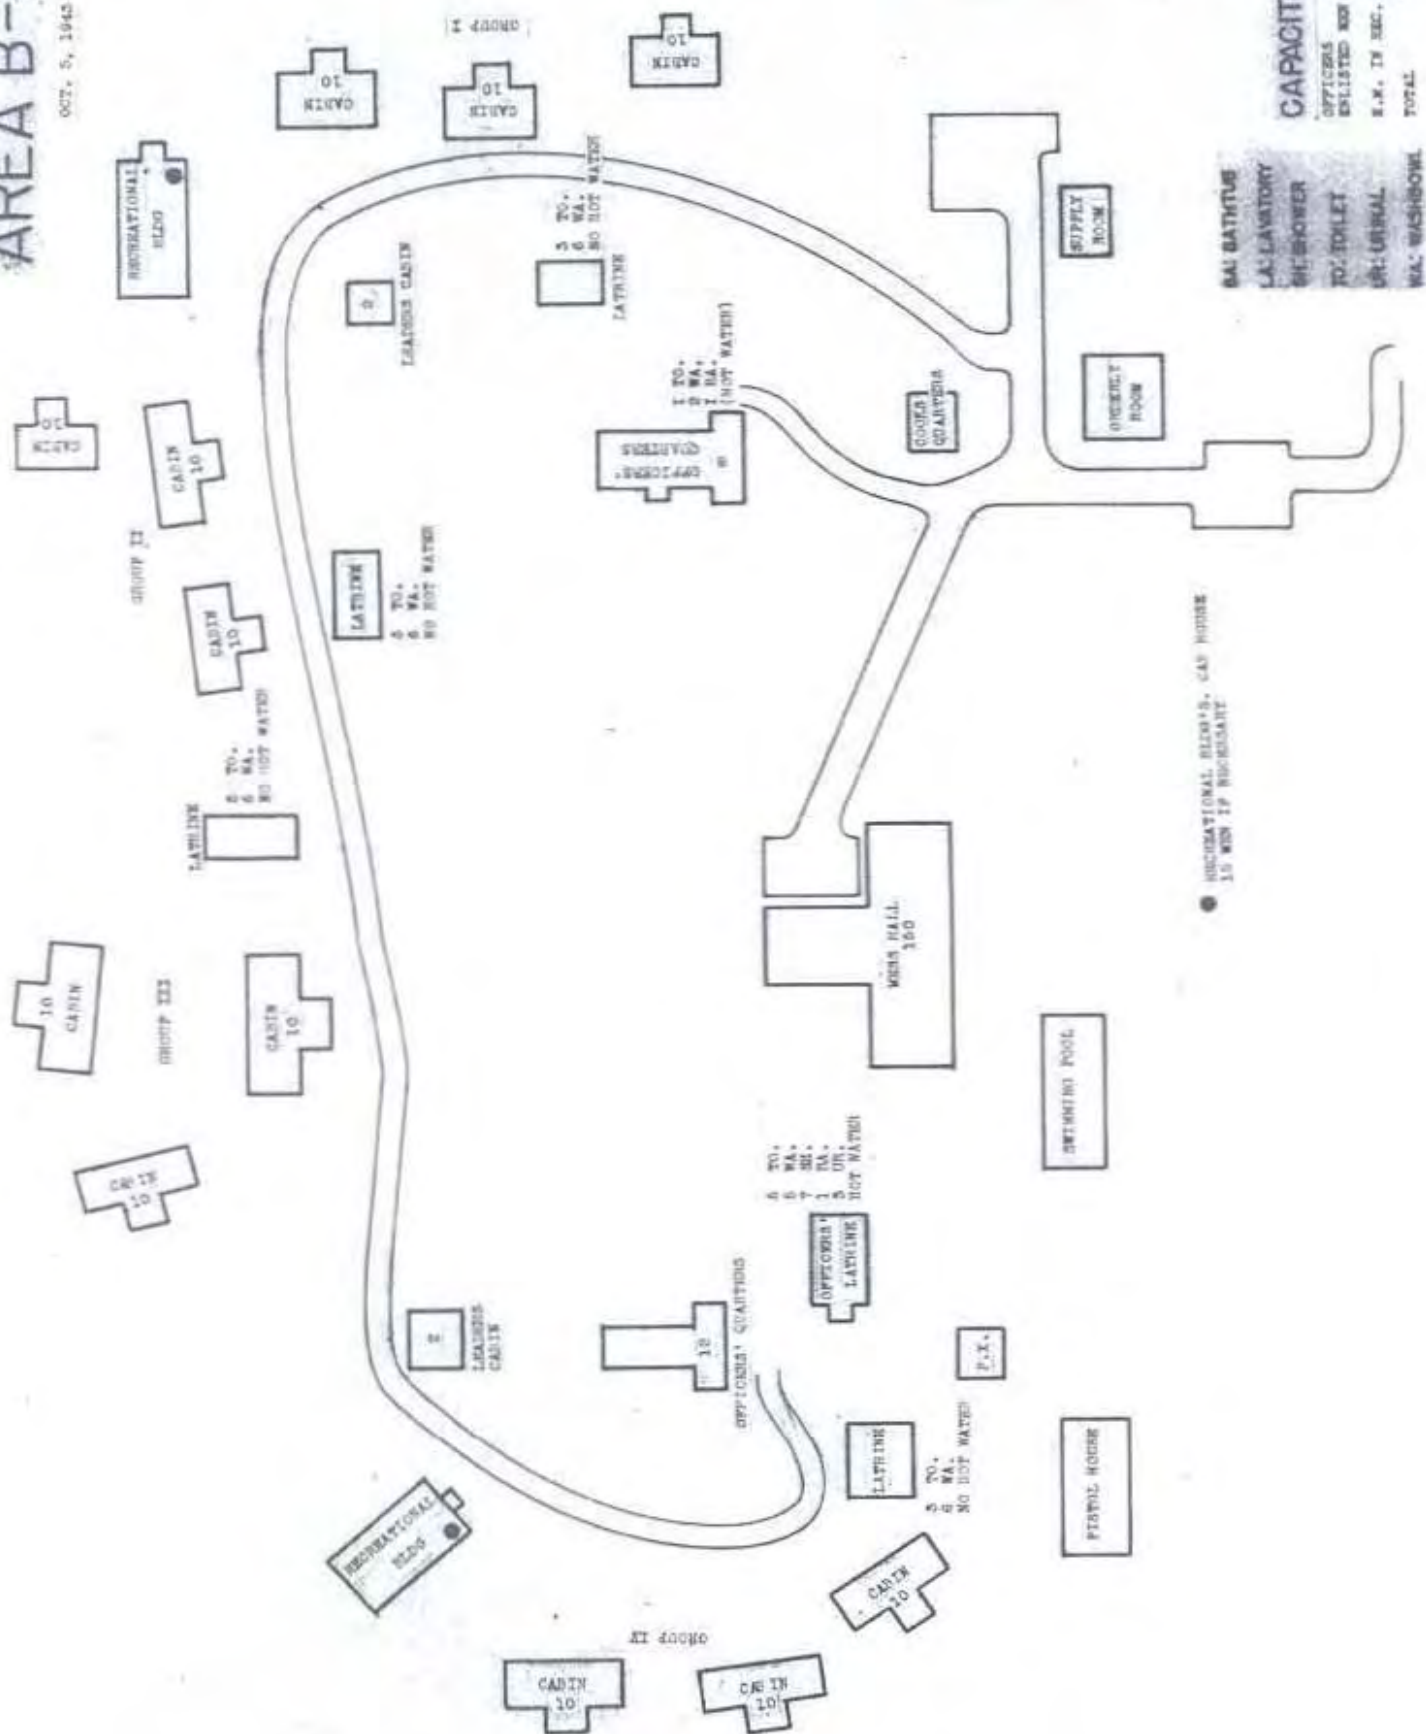 AREA B-
OCT. 5, 1943
RECREATIONAL
BLDG
CABIN
10
GROUP I
CABIN
10
CABIN
10
CABIN
10
CABIN
10
GROUP II
CABIN
10
2
LEADERS CABIN
3 TO.
6 WA.
NO HOT WATER
LATRINE
LATRINE
5 TO.
6 WA.
NO HOT WATER
LATRINE
5 TO.
6 WA.
NO HOT WATER
1 TO.
2 WA.
1 BA.
(HOT WATER)
OFFICERS'
QUARTERS
8
COOKS
QUARTERS
SUPPLY
ROOM
ORDERLY
ROOM
10
CABIN
GROUP III
CABIN
10
CABIN
10
MESS HALL
SWIMMING POOL
5 TO.
WA.
7 SH.
1 BA.
3 UR.
HOT WATER
OFFICERS'
LATRINE
2
LEADERS
CABIN
12
OFFICERS' QUARTERS
P.X.
LATRINE
3 TO.
6 WA.
NO HOT WATER
PISTOL HOUSE
RECREATIONAL
BLDG
GROUP IV
CABIN
10
CABIN
10
CABIN
10
RECREATIONAL BLDG'S. CAN HOUSE
15 MEN IF NECESSARY
BA: BATHTUB
LA: LAVATORY
SH: SHOWER
TO: TOILET
UR: URINAL
WA: WASHBOWL
CAPACIT
OFFICERS
ENLISTED MEN
E.M. IN REC.
TOTAL